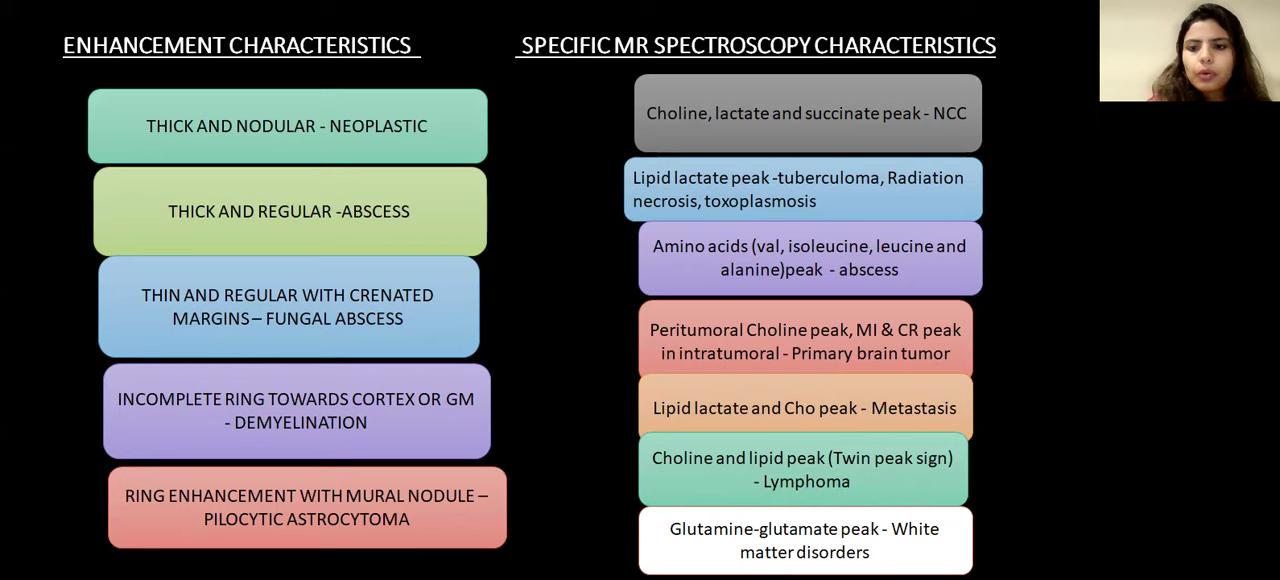 ENHANCEMENT CHARACTERISTICS
THICK AND NODULAR - NEOPLASTIC
THICK AND REGULAR -ABSCESS
THIN AND REGULAR WITH CRENATED
MARGINS – FUNGAL ABSCESS
INCOMPLETE RING TOWARDS CORTEX OR GM
- DEMYELINATION
RING ENHANCEMENT WITH MURAL NODULE –
PILOCYTIC ASTROCYTOMA
SPECIFIC MR SPECTROSCOPY CHARACTERISTICS
Choline, lactate and succinate peak - NCC
Lipid lactate peak -tuberculoma, Radiation
necrosis, toxoplasmosis
Amino acids (val, isoleucine, leucine and
alanine)peak - abscess
Peritumoral Choline peak, MI & CR peak
in intratumoral - Primary brain tumor
Lipid lactate and Cho peak - Metastasis
Choline and lipid peak (Twin peak sign)
- Lymphoma
Glutamine-glutamate peak - White
matter disorders